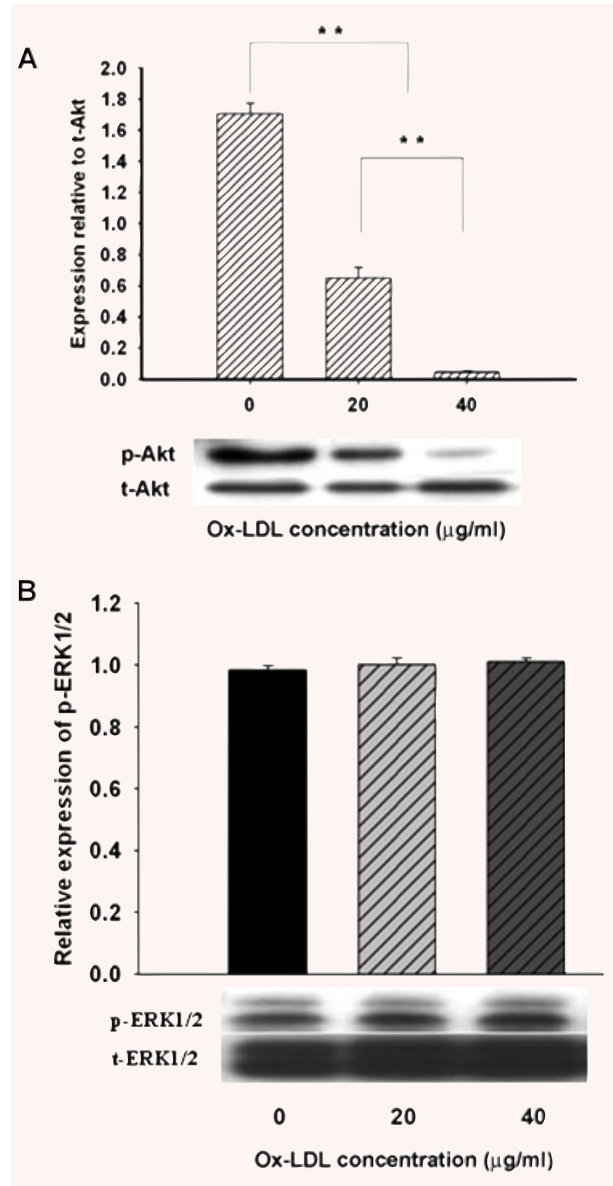 A
* *
* *
Expression relative to t-Akt
2.0
1.8
1.6
1.4
1.2
1.0
0.8
0.6
0.4
0.2
0.0
0 20 40
p-Akt
t-Akt
Ox-LDL concentration (μg/ml)
B
Relative expression of p-ERK1/2
1.2
1.0
0.8
0.6
0.4
0.2
0.0
p-ERK1/2
t-ERK1/2
0 20 40
Ox-LDL concentration (μg/ml)